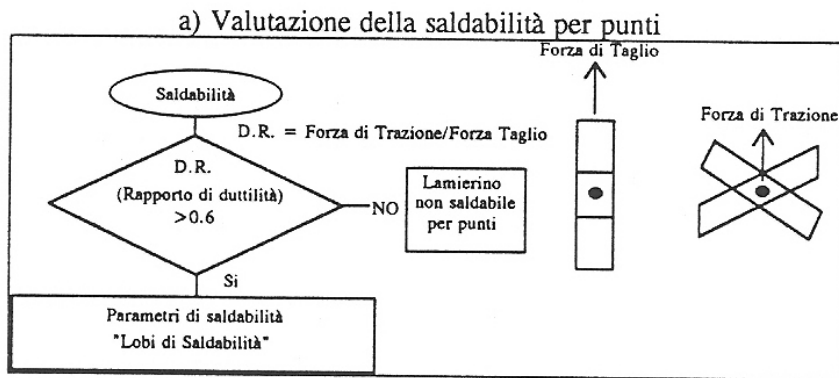 a) Valutazione della saldabilità per punti
Forza di Taglio
Saldabilità
D.R. = Forza di Trazione/Forza Taglio
Forza di Trazione
D.R.
(Rapporto di duttilità)
>0.6
NO
Lamierino
non saldabile
per punti
Si
Parametri di saldabilità
"Lobi di Saldabilità"